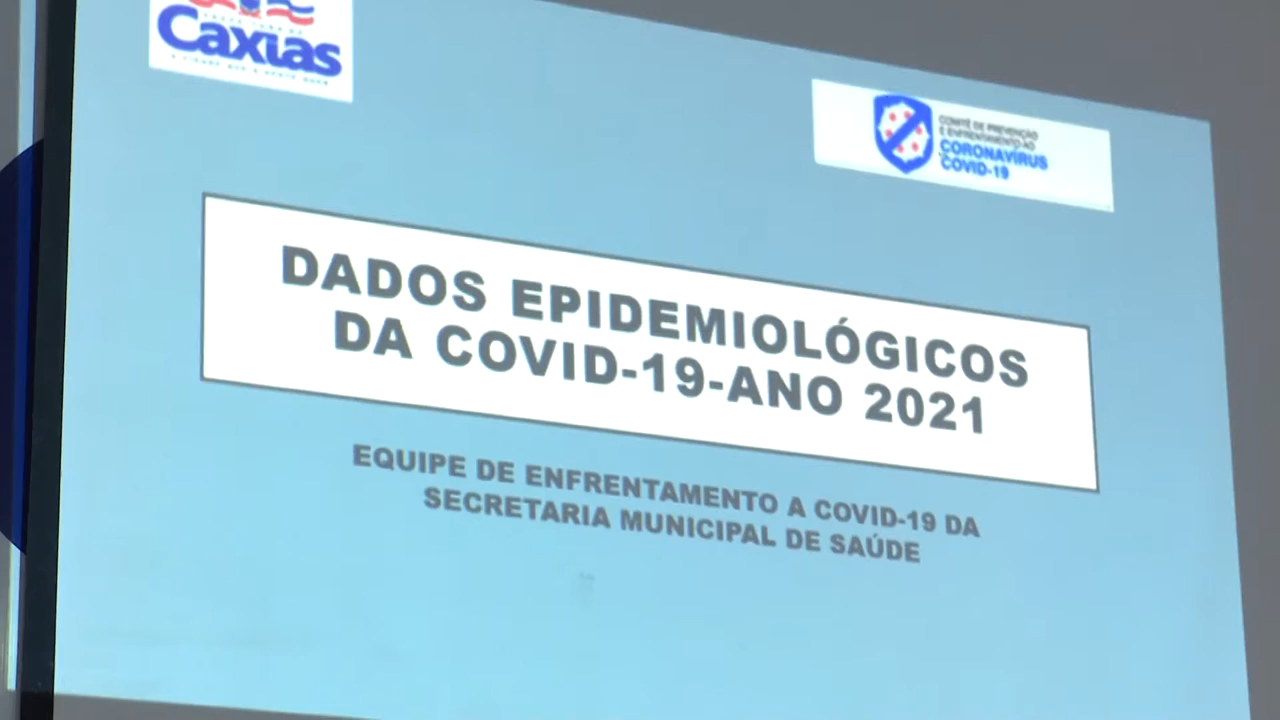 Caxias
COMITÊ DE PREVENÇÃO
E ENFRENTAMENTO AO
CORONAVÍRUS
COVID-19
DADOS EPIDEMIOLÓGICOS
DA COVID-19-ANO 2021
EQUIPE DE ENFRENTAMENTO A COVID-19 DA
SECRETARIA MUNICIPAL DE SAÚDE